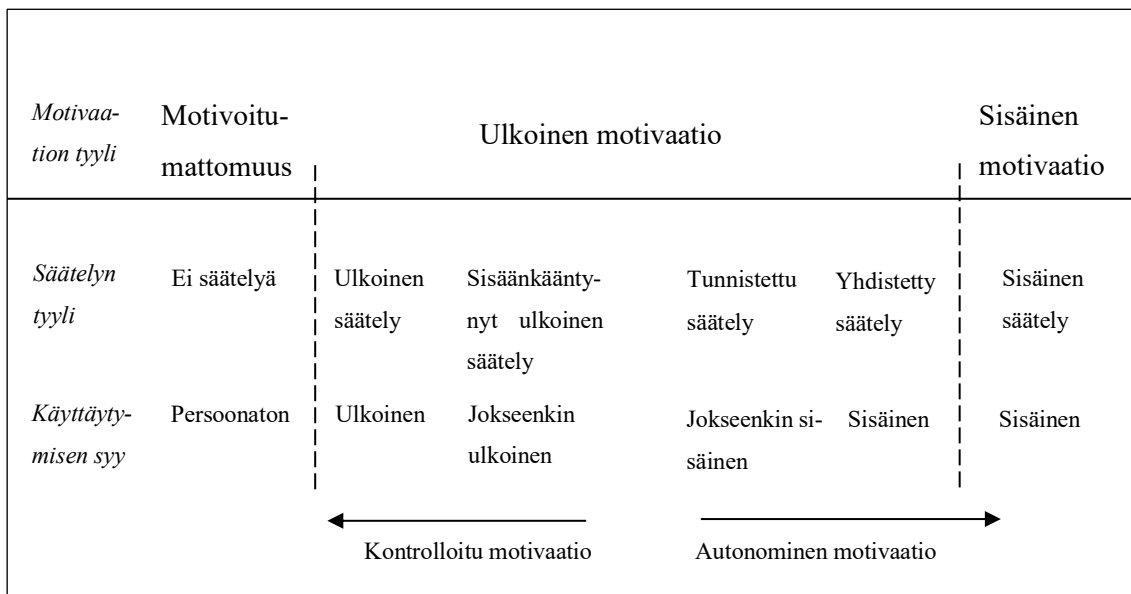 Motivaa-
tion tyyli
Motivoitu-
mattomuus
Ulkoinen motivaatio
Sisäinen
motivaatio
Säätelyn
tyyli
Ei säätelyä
Ulkoinen
säätely
Sisäänkäänty-
nyt ulkoinen
säätely
Tunnistettu
säätely
Yhdistetty
säätely
Sisäinen
säätely
Käyttäyty-
misen syy
Persoonaton
Ulkoinen
Jokseenkin
ulkoinen
Jokseenkin si-
säinen
Sisäinen
Sisäinen
Kontrolloitu motivaatio
Autonominen motivaatio